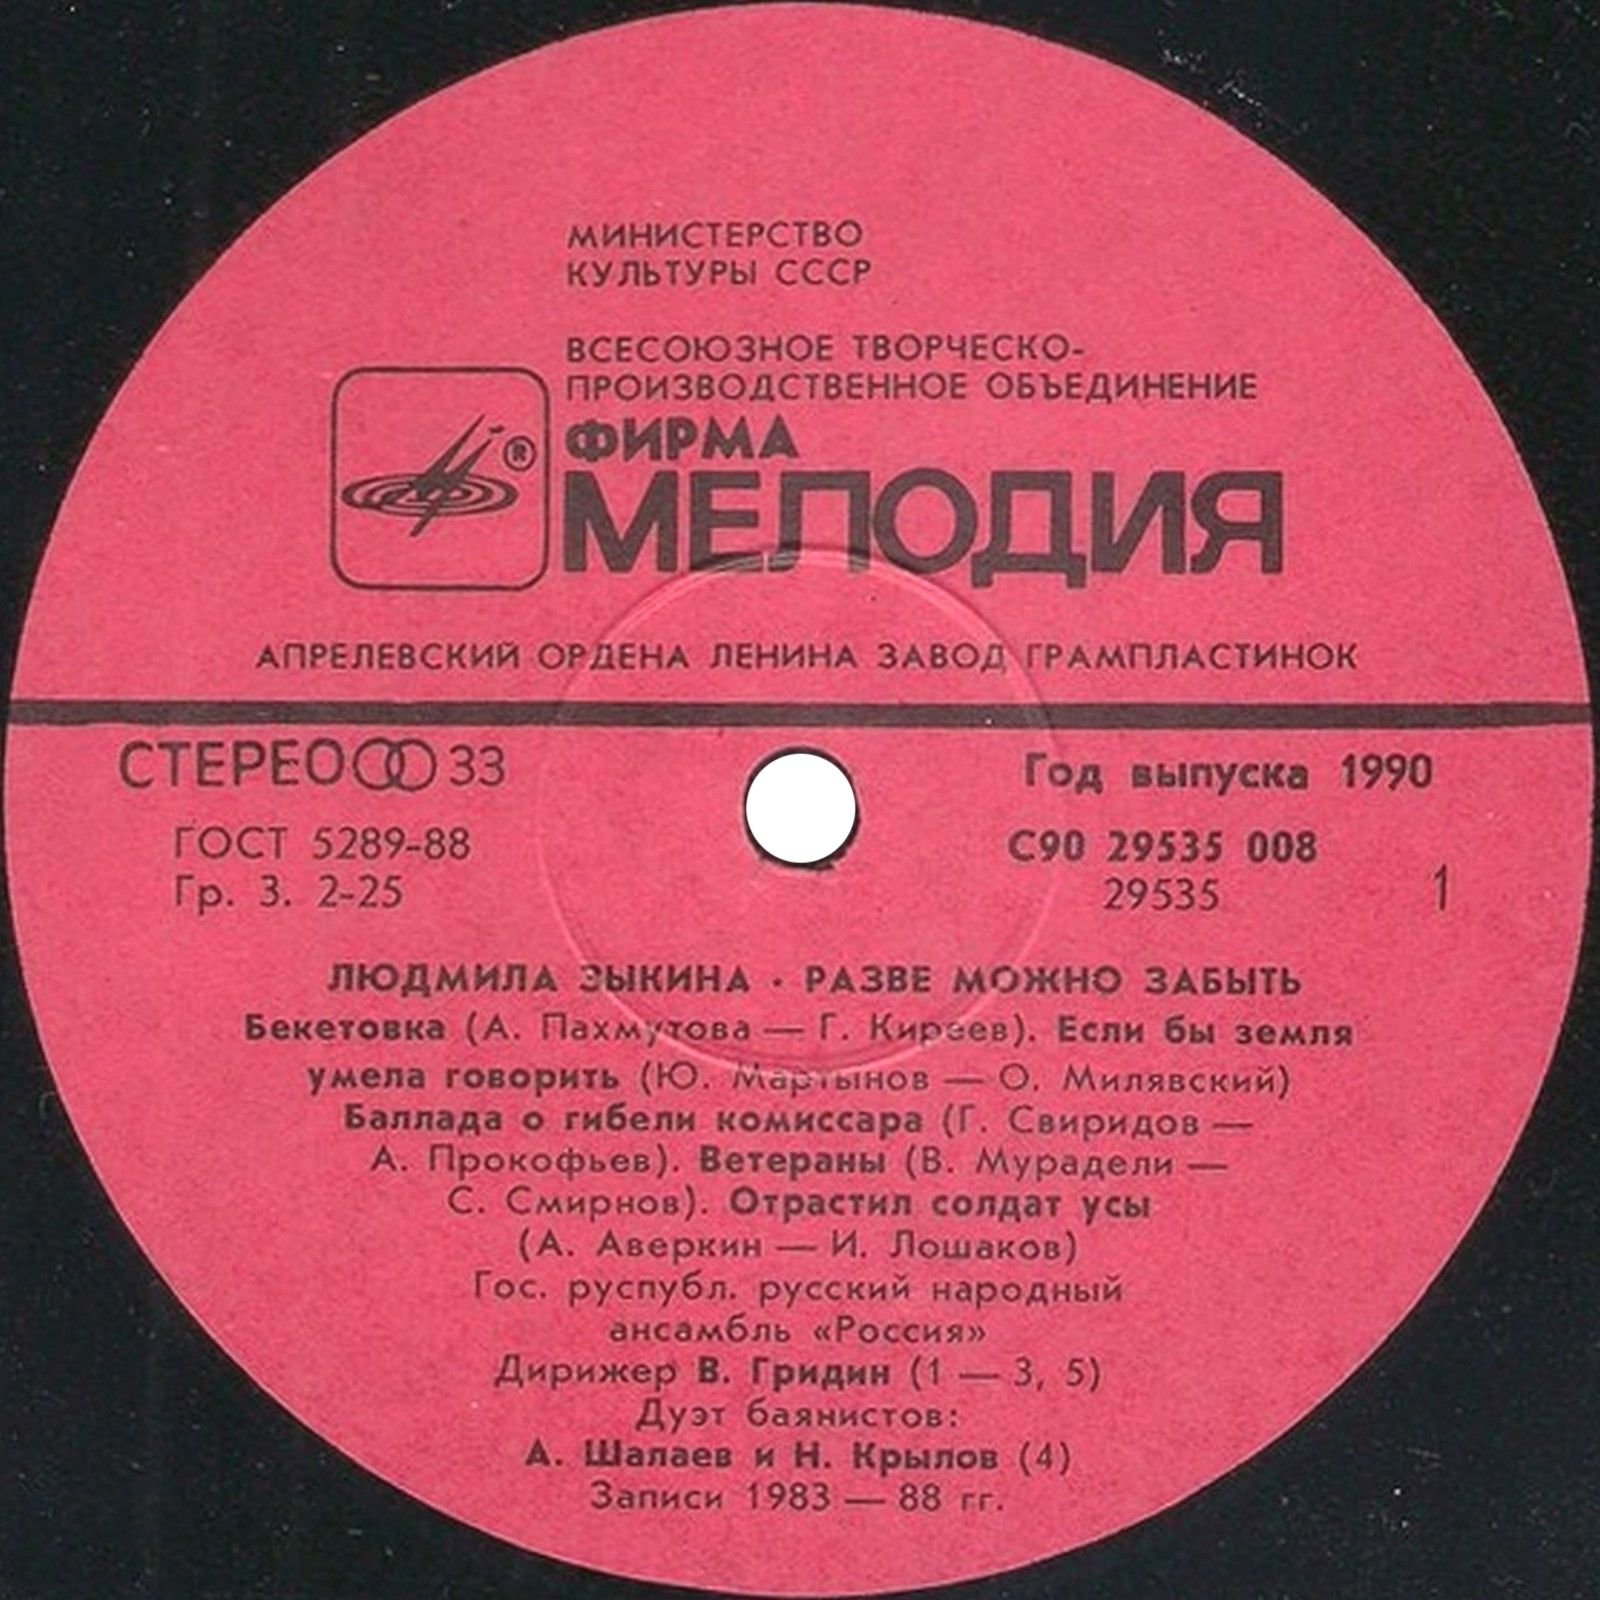 МИНИСТЕРСТВО
КУЛЬТУРЫ СССР
ВСЕСОЮЗНОЕ ТВОРЧЕСКО-
ПРОИЗВОДСТВЕННОЕ ОБЪЕДИНЕНИЕ
®
ФИРМА
МЕЛОДИЯ
АПРЕЛЕВСКИЙ ОРДЕНА ЛЕНИНА ЗАВОД ГРАМПЛАСТИНОК
СТЕРЕО 33
Год выпуска 1990
ГОСТ 5289-88
С90 29535 008
Гр. 3. 2-25
29535
1
ЛЮДМИЛА ЗЫКИНА · РАЗВЕ МОЖНО ЗАБЫТЬ
Бекетовка (А. Пахмутова — Г. Киреев). Если бы земля
умела говорить (Ю. Мартынов — О. Милявский)
Баллада о гибели комиссара (Г. Свиридов —
А. Прокофьев). Ветераны (В. Мурадели —
С. Смирнов). Отрастил солдат усы
(А. Аверкин — И. Лошаков)
Гос. руспубл. русский народный
ансамбль «Россия»
Дирижер В. Гридин (1 — 3, 5)
Дуэт баянистов:
А. Шалаев и Н. Крылов (4)
Записи 1983 — 88 гг.